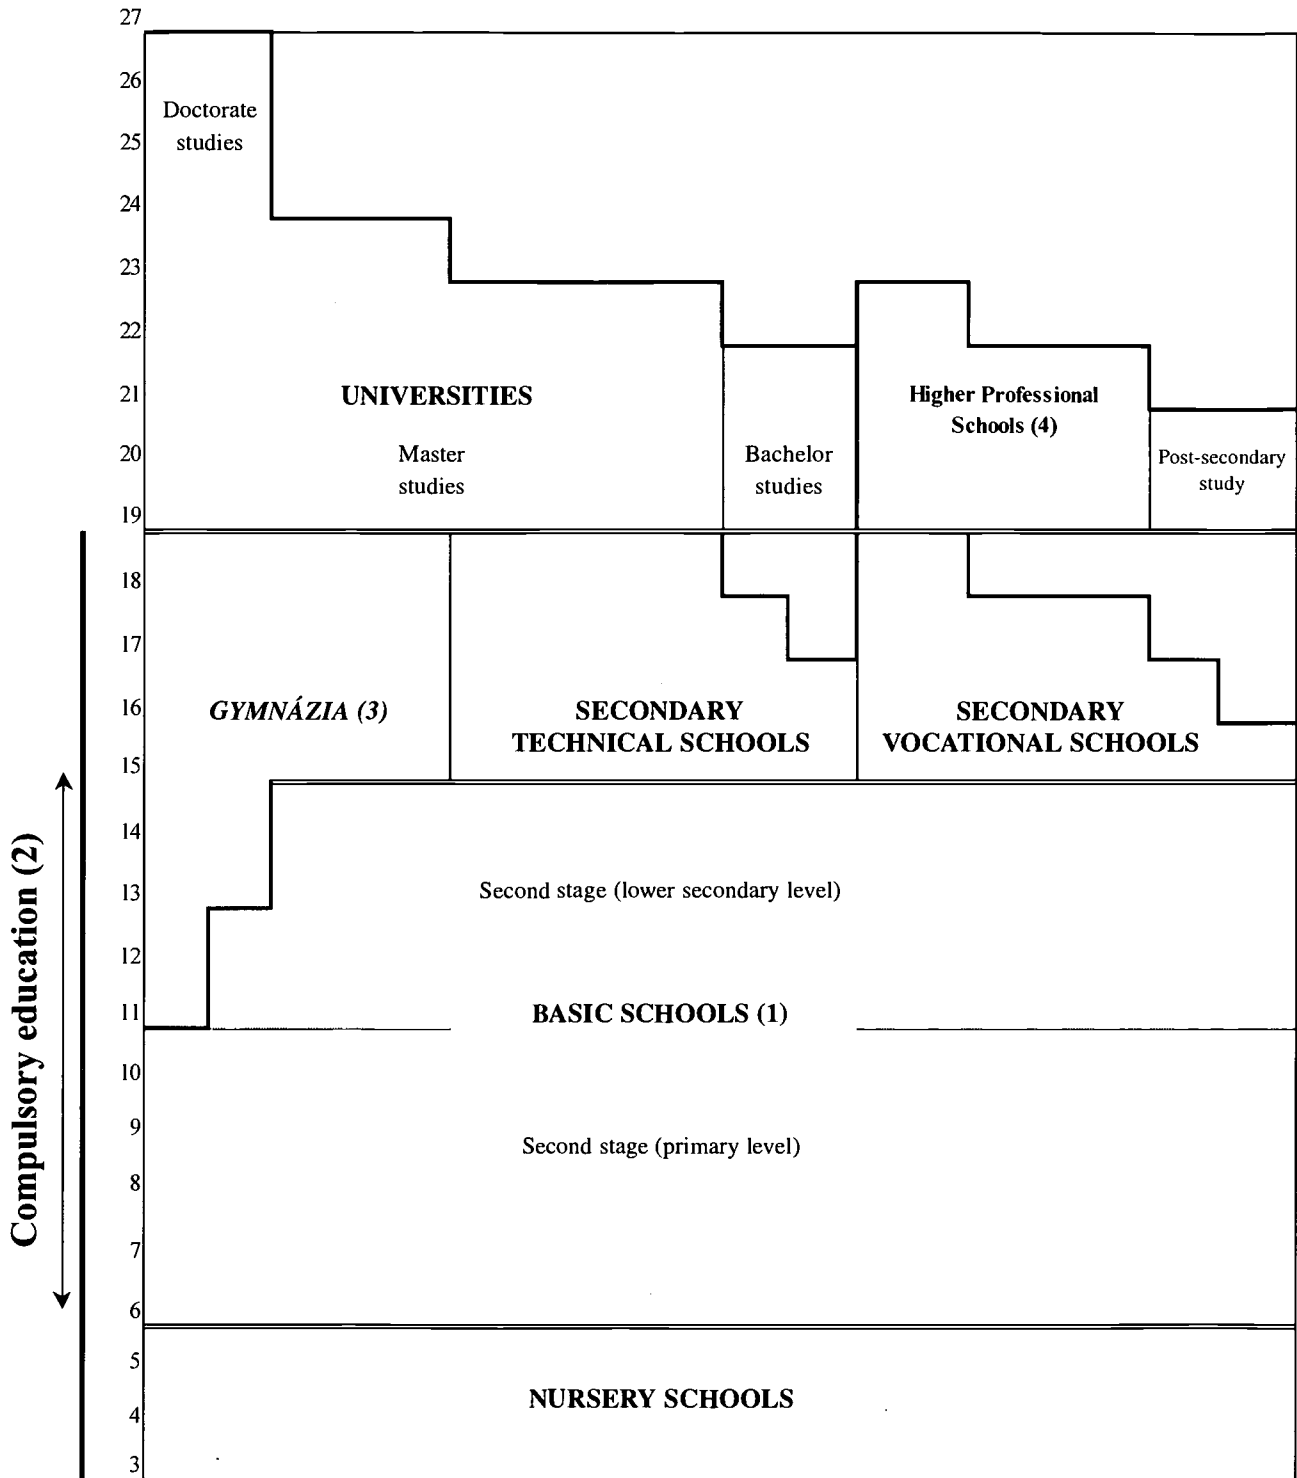 27
26
Doctorate
studies
25
24
23
22
21
UNIVERSITIES
Higher Professional
Schools (4)
20
Master
studies
Bachelor
studies
Post-secondary
study
19
18
17
16
GYMNÁZIA (3)
SECONDARY
TECHNICAL SCHOOLS
SECONDARY
VOCATIONAL SCHOOLS
15
14
13
Second stage (lower secondary level)
12
11
BASIC SCHOOLS (1)
10
9
Second stage (primary level)
8
7
6
5
NURSERY SCHOOLS
4
3
Compulsory education (2)